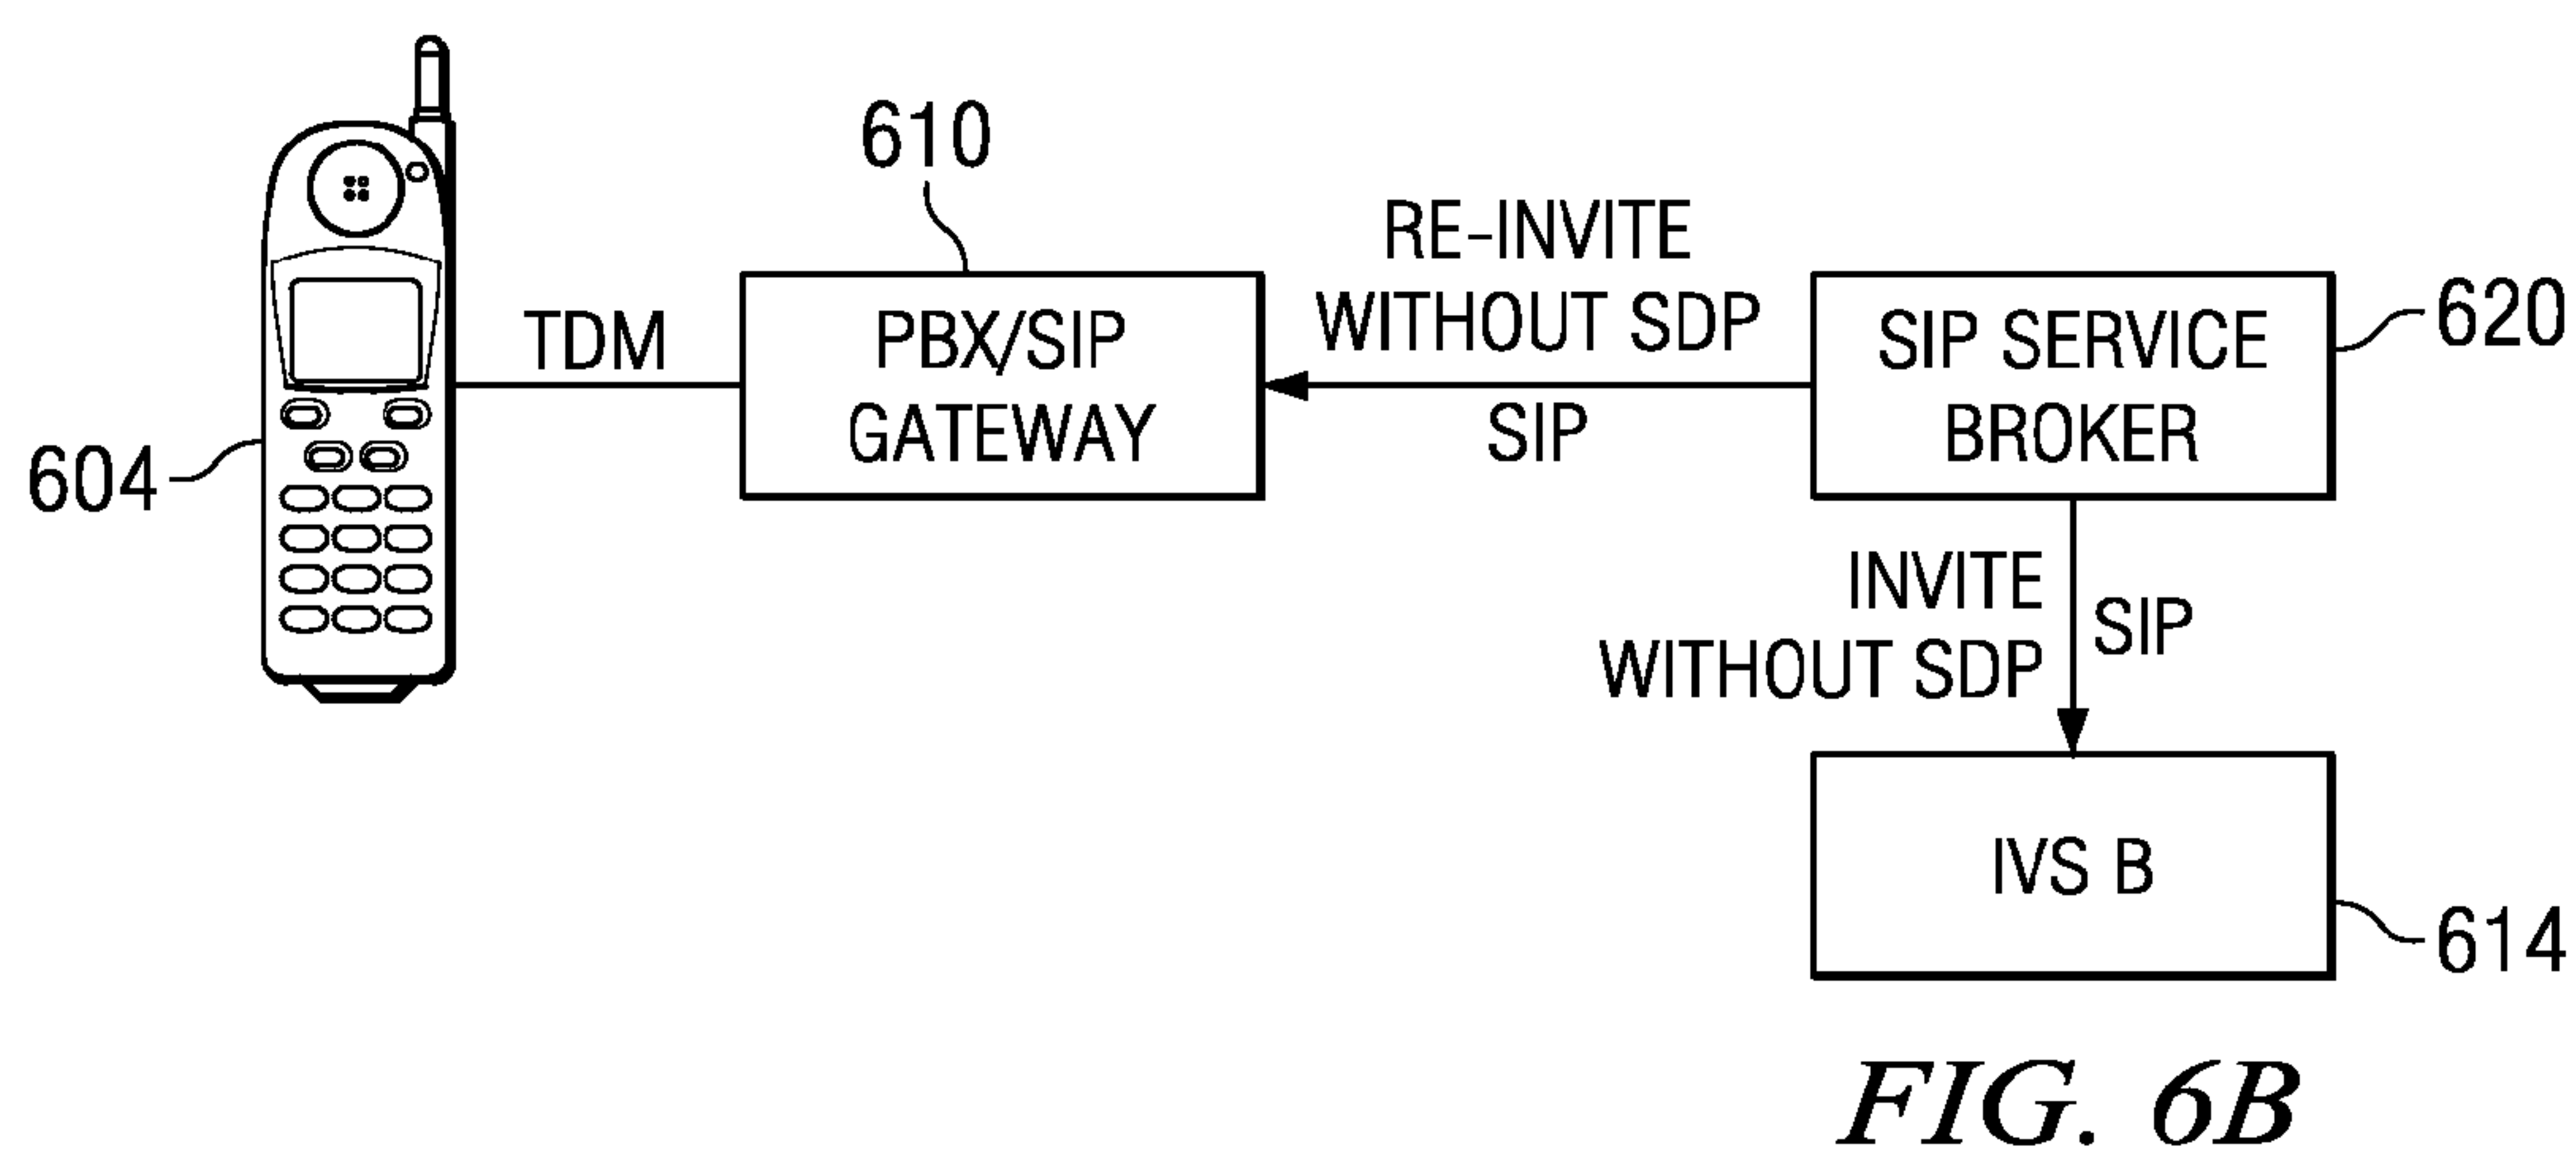 610
RE-INVITE
WITHOUT SDP
TDM
PBX/SIP
GATEWAY
SIP
SIP SERVICE
BROKER
620
604
INVITE
WITHOUT SDP
SIP
IVS B
614
FIG. 6B